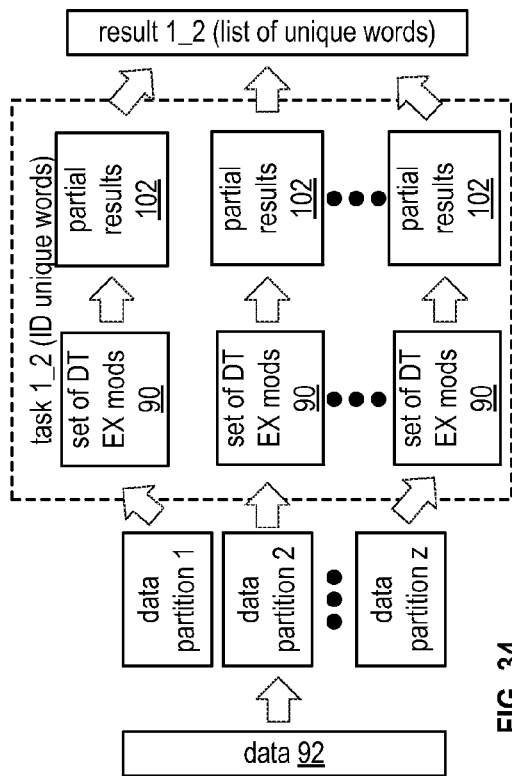 result 1_2 (list of unique words)
task 1_2 (ID unique words)
partial
results
102
partial
results
102
partial
results
102
set of DT
EX mods
90
set of DT
EX mods
90
set of DT
EX mods
90
data
partition 1
data
partition 2
data
partition z
data 92
FIG. 34